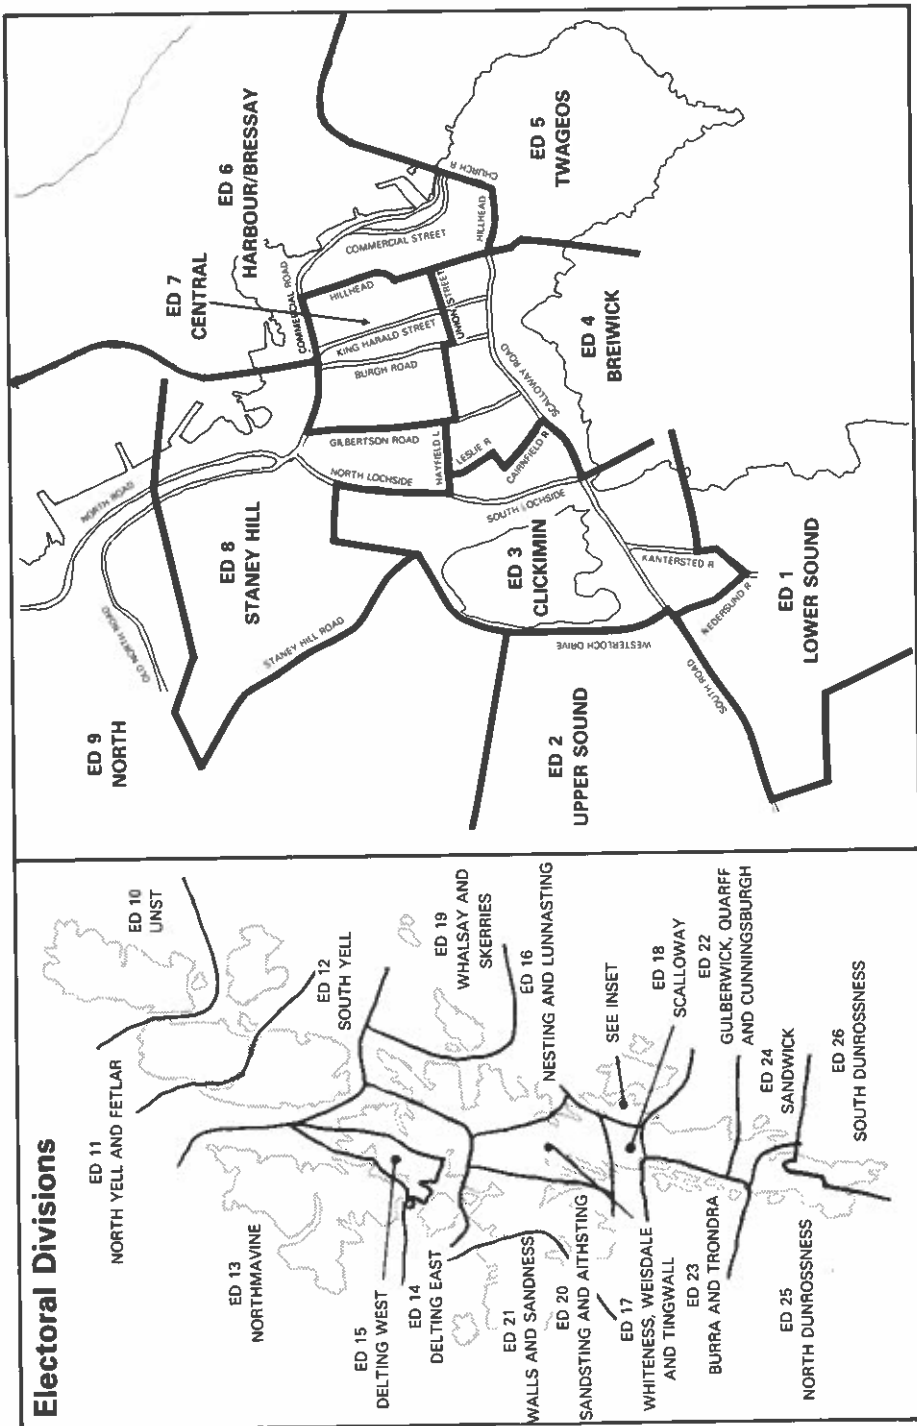 Electoral Divisions
ED 10
UNST
ED 11
NORTH YELL AND FETLAR
ED 12
SOUTH YELL
ED 13
NORTHMAVINE
ED 19
WHALSAY AND
SKERRIES
ED 15
DELTING WEST
ED 14
DELTING EAST
ED 16
NESTING AND LUNNASTING
ED 21
WALLS AND SANDNESS
ED 20
SANDSTING AND AITHSTING
SEE INSET
ED 17
WHITENESS, WEISDALE
AND TINGWALL
ED 18
SCALLOWAY
ED 22
GULBERWICK, QUARFF
AND CUNNINGSBURGH
ED 23
BURRA AND TRONDRA
ED 24
SANDWICK
ED 25
NORTH DUNROSSNESS
ED 26
SOUTH DUNROSSNESS
ED 9
NORTH
OLD NORTH ROAD
NORTH ROAD
ED 8
STANEY HILL
STANEY HILL ROAD
ED 7
CENTRAL
ED 6
HARBOUR/BRESSAY
COMMERCIAL ROAD
COMMERCIAL STREET
HILLHEAD
KING HARALD STREET
BURGH ROAD
GILBERTSON ROAD
NORTH LOCHSIDE
HAYFIELD L
UNION STREET
HILLHEAD
CHURCH R
ED 5
TWAGEOS
LESLIE R
CAIRNFIELD R
SCALLOWAY ROAD
SOUTH LOCHSIDE
ED 4
BREIWICK
ED 3
CLICKIMIN
WESTERLOCH DRIVE
ED 2
UPPER SOUND
SOUTH ROAD
KANTERSTED R
NEDERSUND R
ED 1
LOWER SOUND